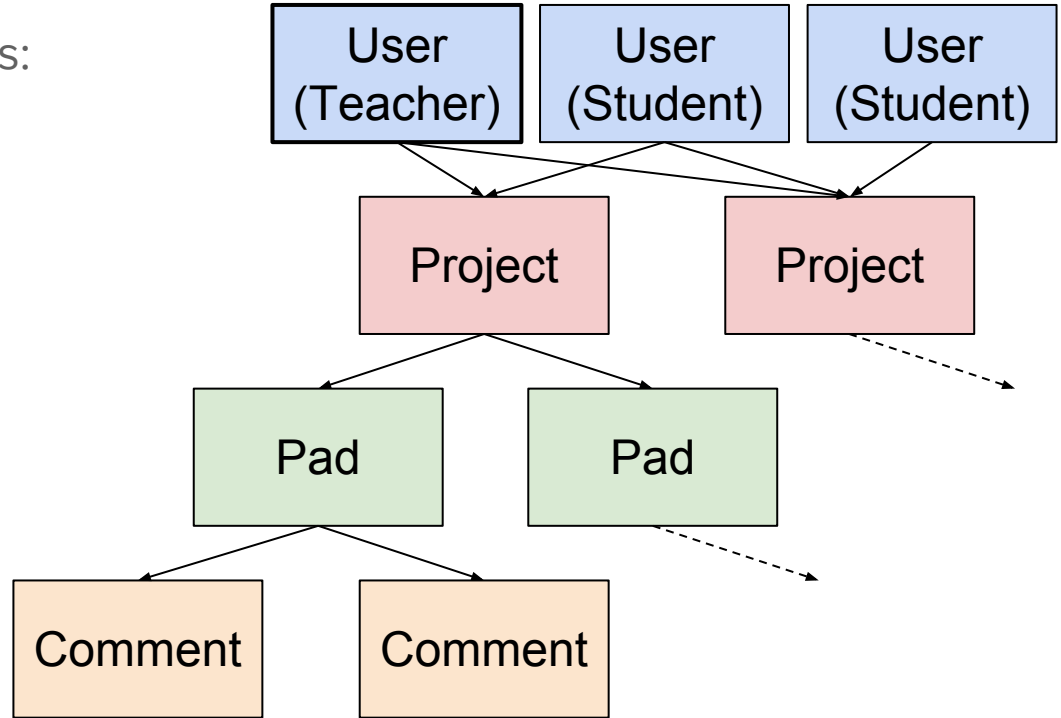 s:
User
(Teacher)
User
(Student)
User
(Student)
Project
Project
Pad
Pad
Comment
Comment